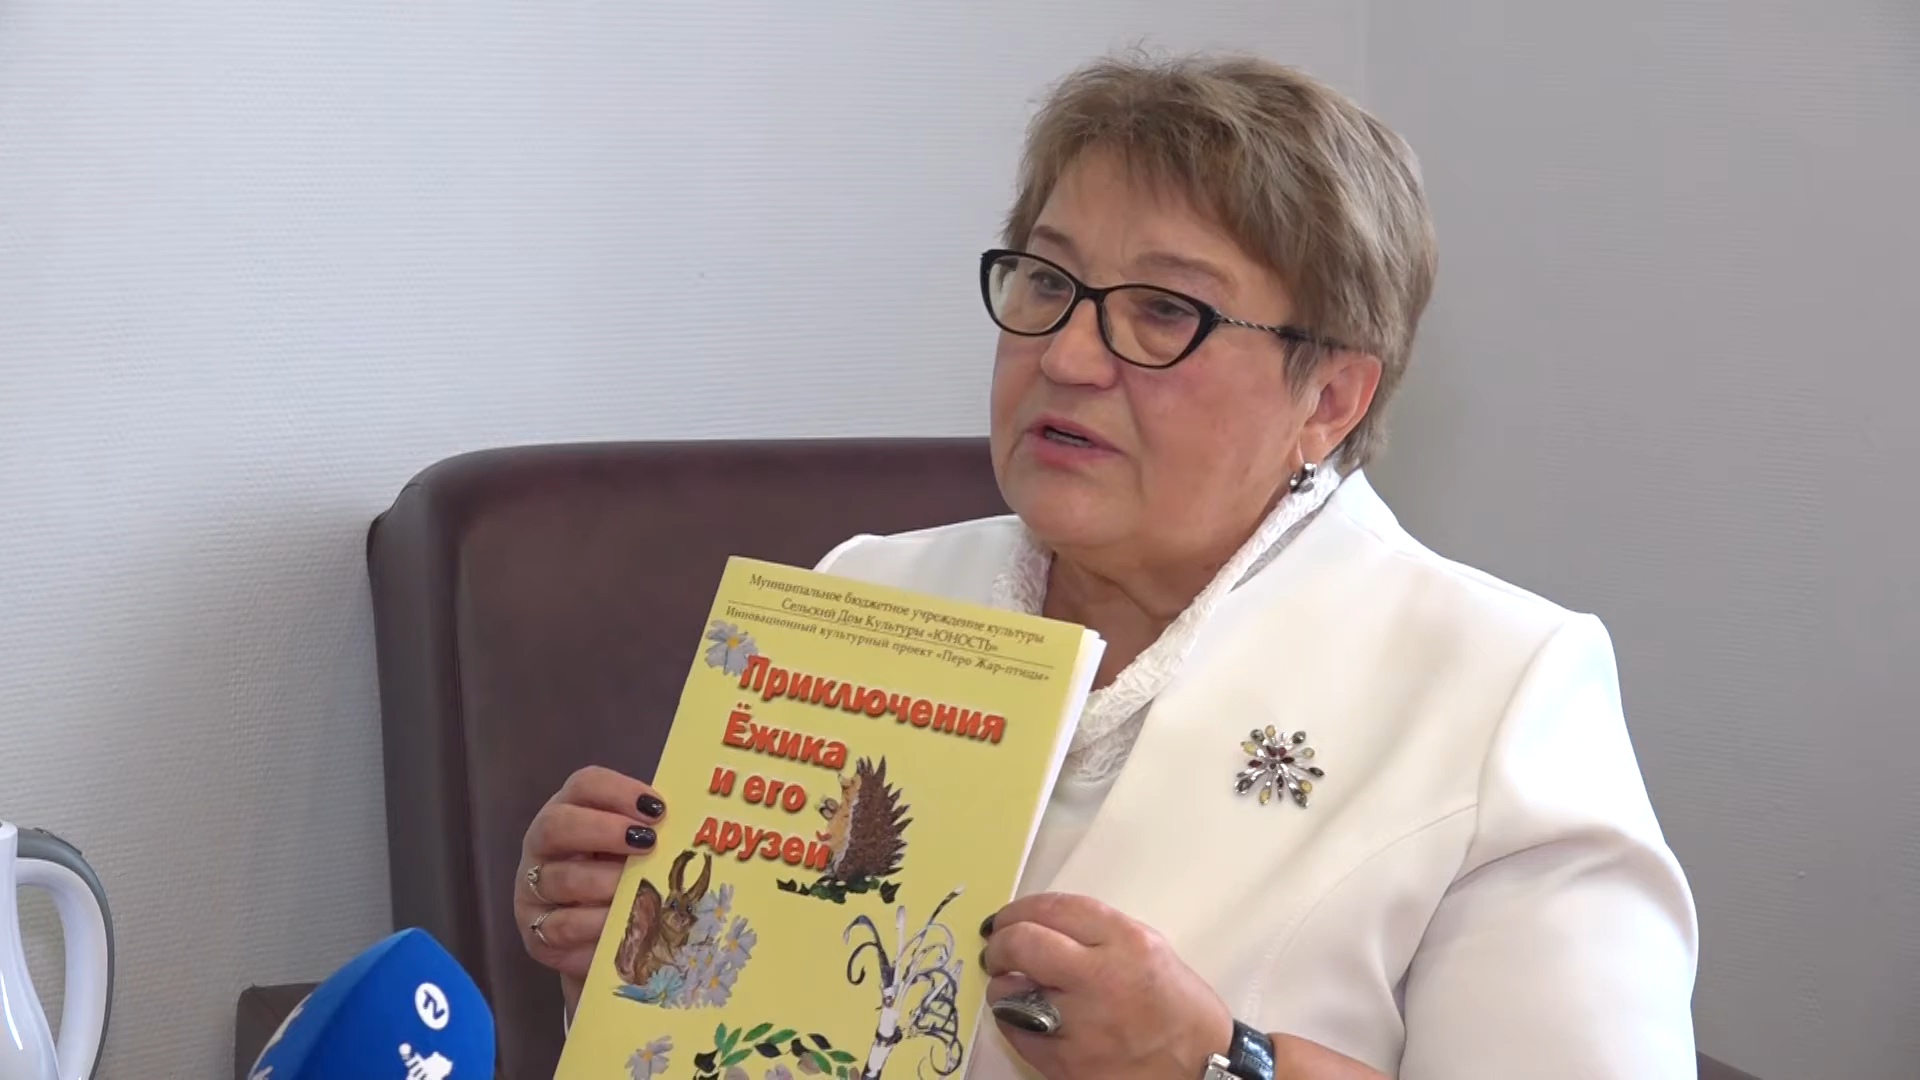 Муниципальное бюджетное учреждение культуры
Сельский Дом Культуры «ЮНОСТЬ»
Инновационный культурный проект «Перо Жар-птицы»
Приключения
Ёжика
и его
друзей